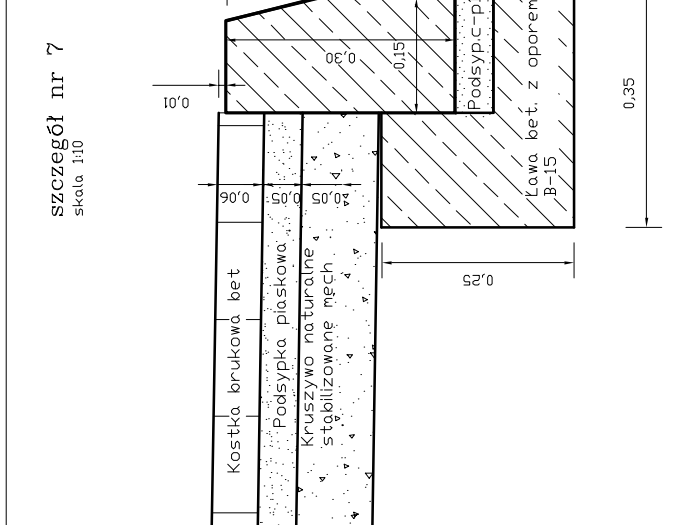 szczegół nr 7
skala 1:10
0,01
0,30
0,15
Podsyp.c-p
Ława bet. z oporem
B-15
0,35
0,06
0,05
0,05
0,25
Kostka brukowa bet
Podsypka piaskowa
Kruszywo naturalne
stabilizowane mech